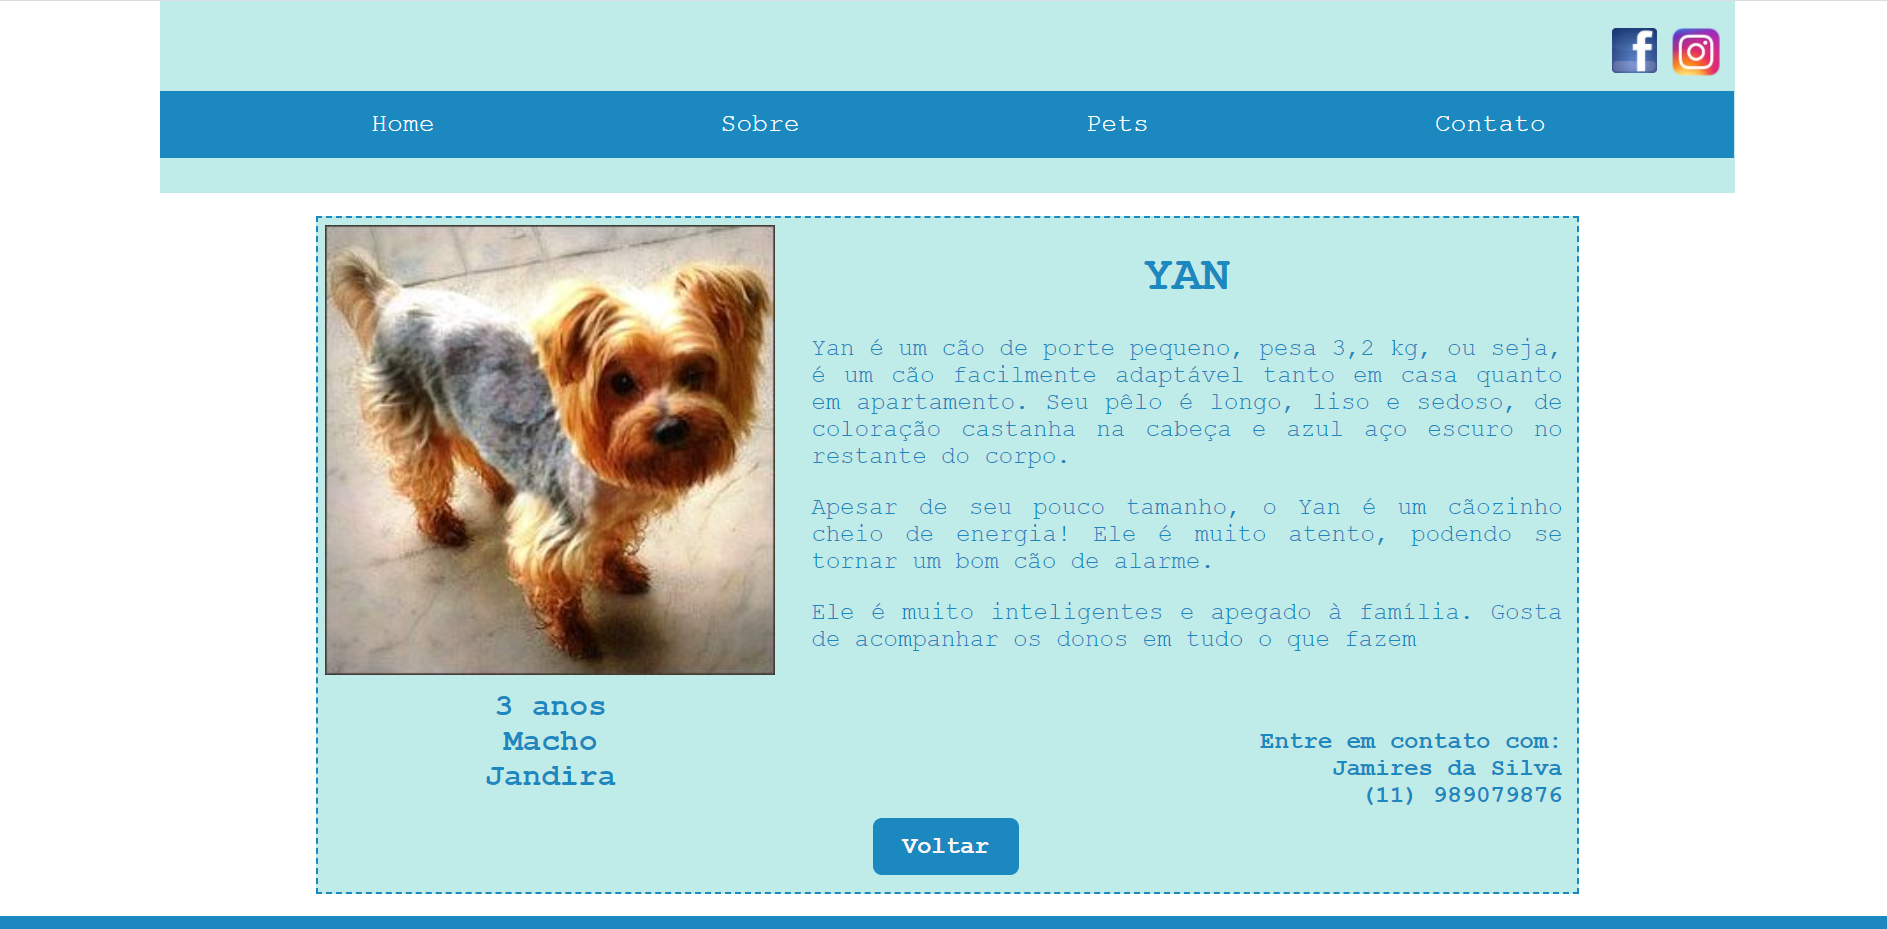 Home Sobre Pets Contato
YAN
Yan é um cão de porte pequeno, pesa 3,2 kg, ou seja,
é um cão facilmente adaptável tanto em casa quanto
em apartamento. Seu pêlo é longo, liso e sedoso, de
coloração castanha na cabeça e azul aço escuro no
restante do corpo.
Apesar de seu pouco tamanho, o Yan é um cãozinho
cheio de energia! Ele é muito atento, podendo se
tornar um bom cão de alarme.
Ele é muito inteligentes e apegado à família. Gosta
de acompanhar os donos em tudo o que fazem
3 anos
Macho
Jandira
Entre em contato com:
Jamires da Silva
(11) 989079876
Voltar